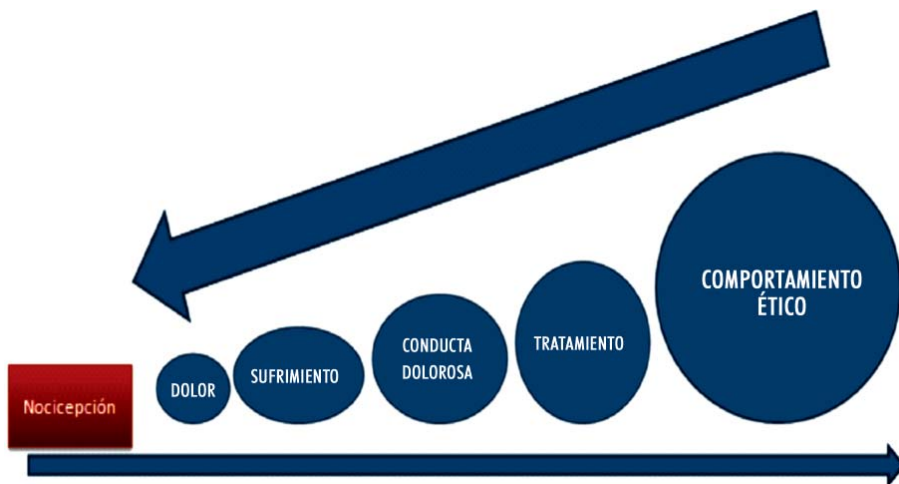 Nocicepción
DOLOR
SUFRIMIENTO
CONDUCTA
DOLOROSA
TRATAMIENTO
COMPORTAMIENTO
ÉTICO